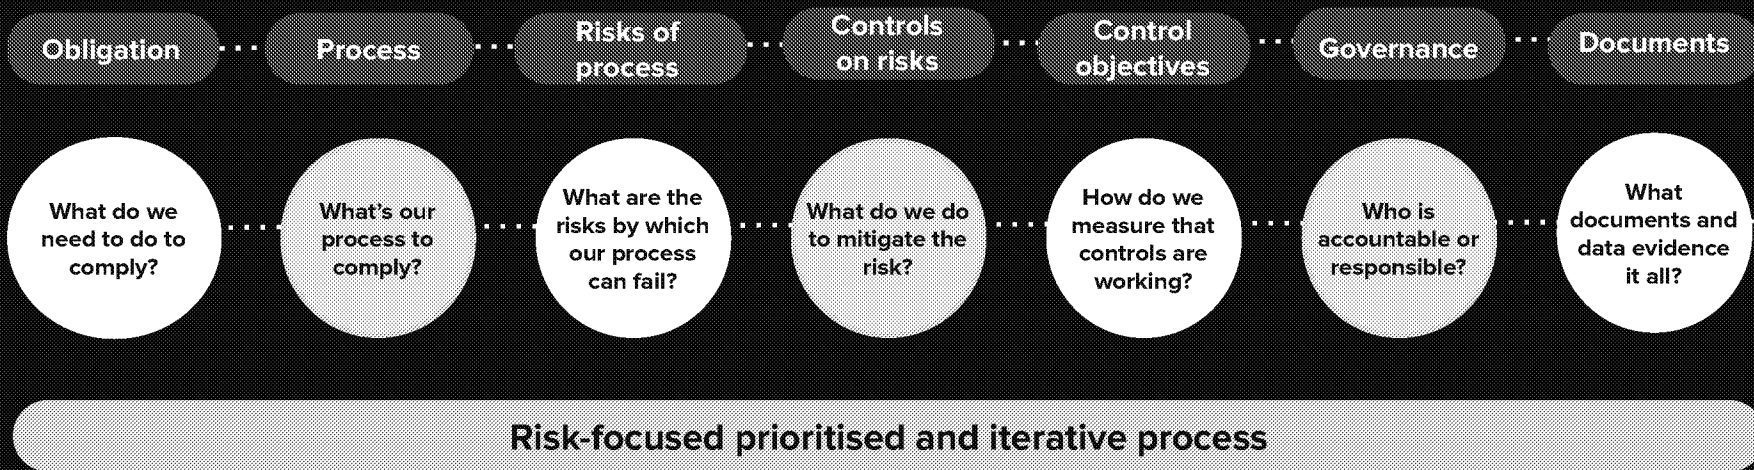 Obligation
Process
Risks of
process
Controls
on risks
Control
objectives
Governance
Documents
What do we
need to do to
comply?
What's our
process to
comply?
What are the
risks by which
our process
can fail?
What do we do
to mitigate the
risk?
How do we
measure that
controls are
working?
Who is
accountable or
responsible?
What
documents and
data evidence
it all?
Risk-focused prioritised and iterative process